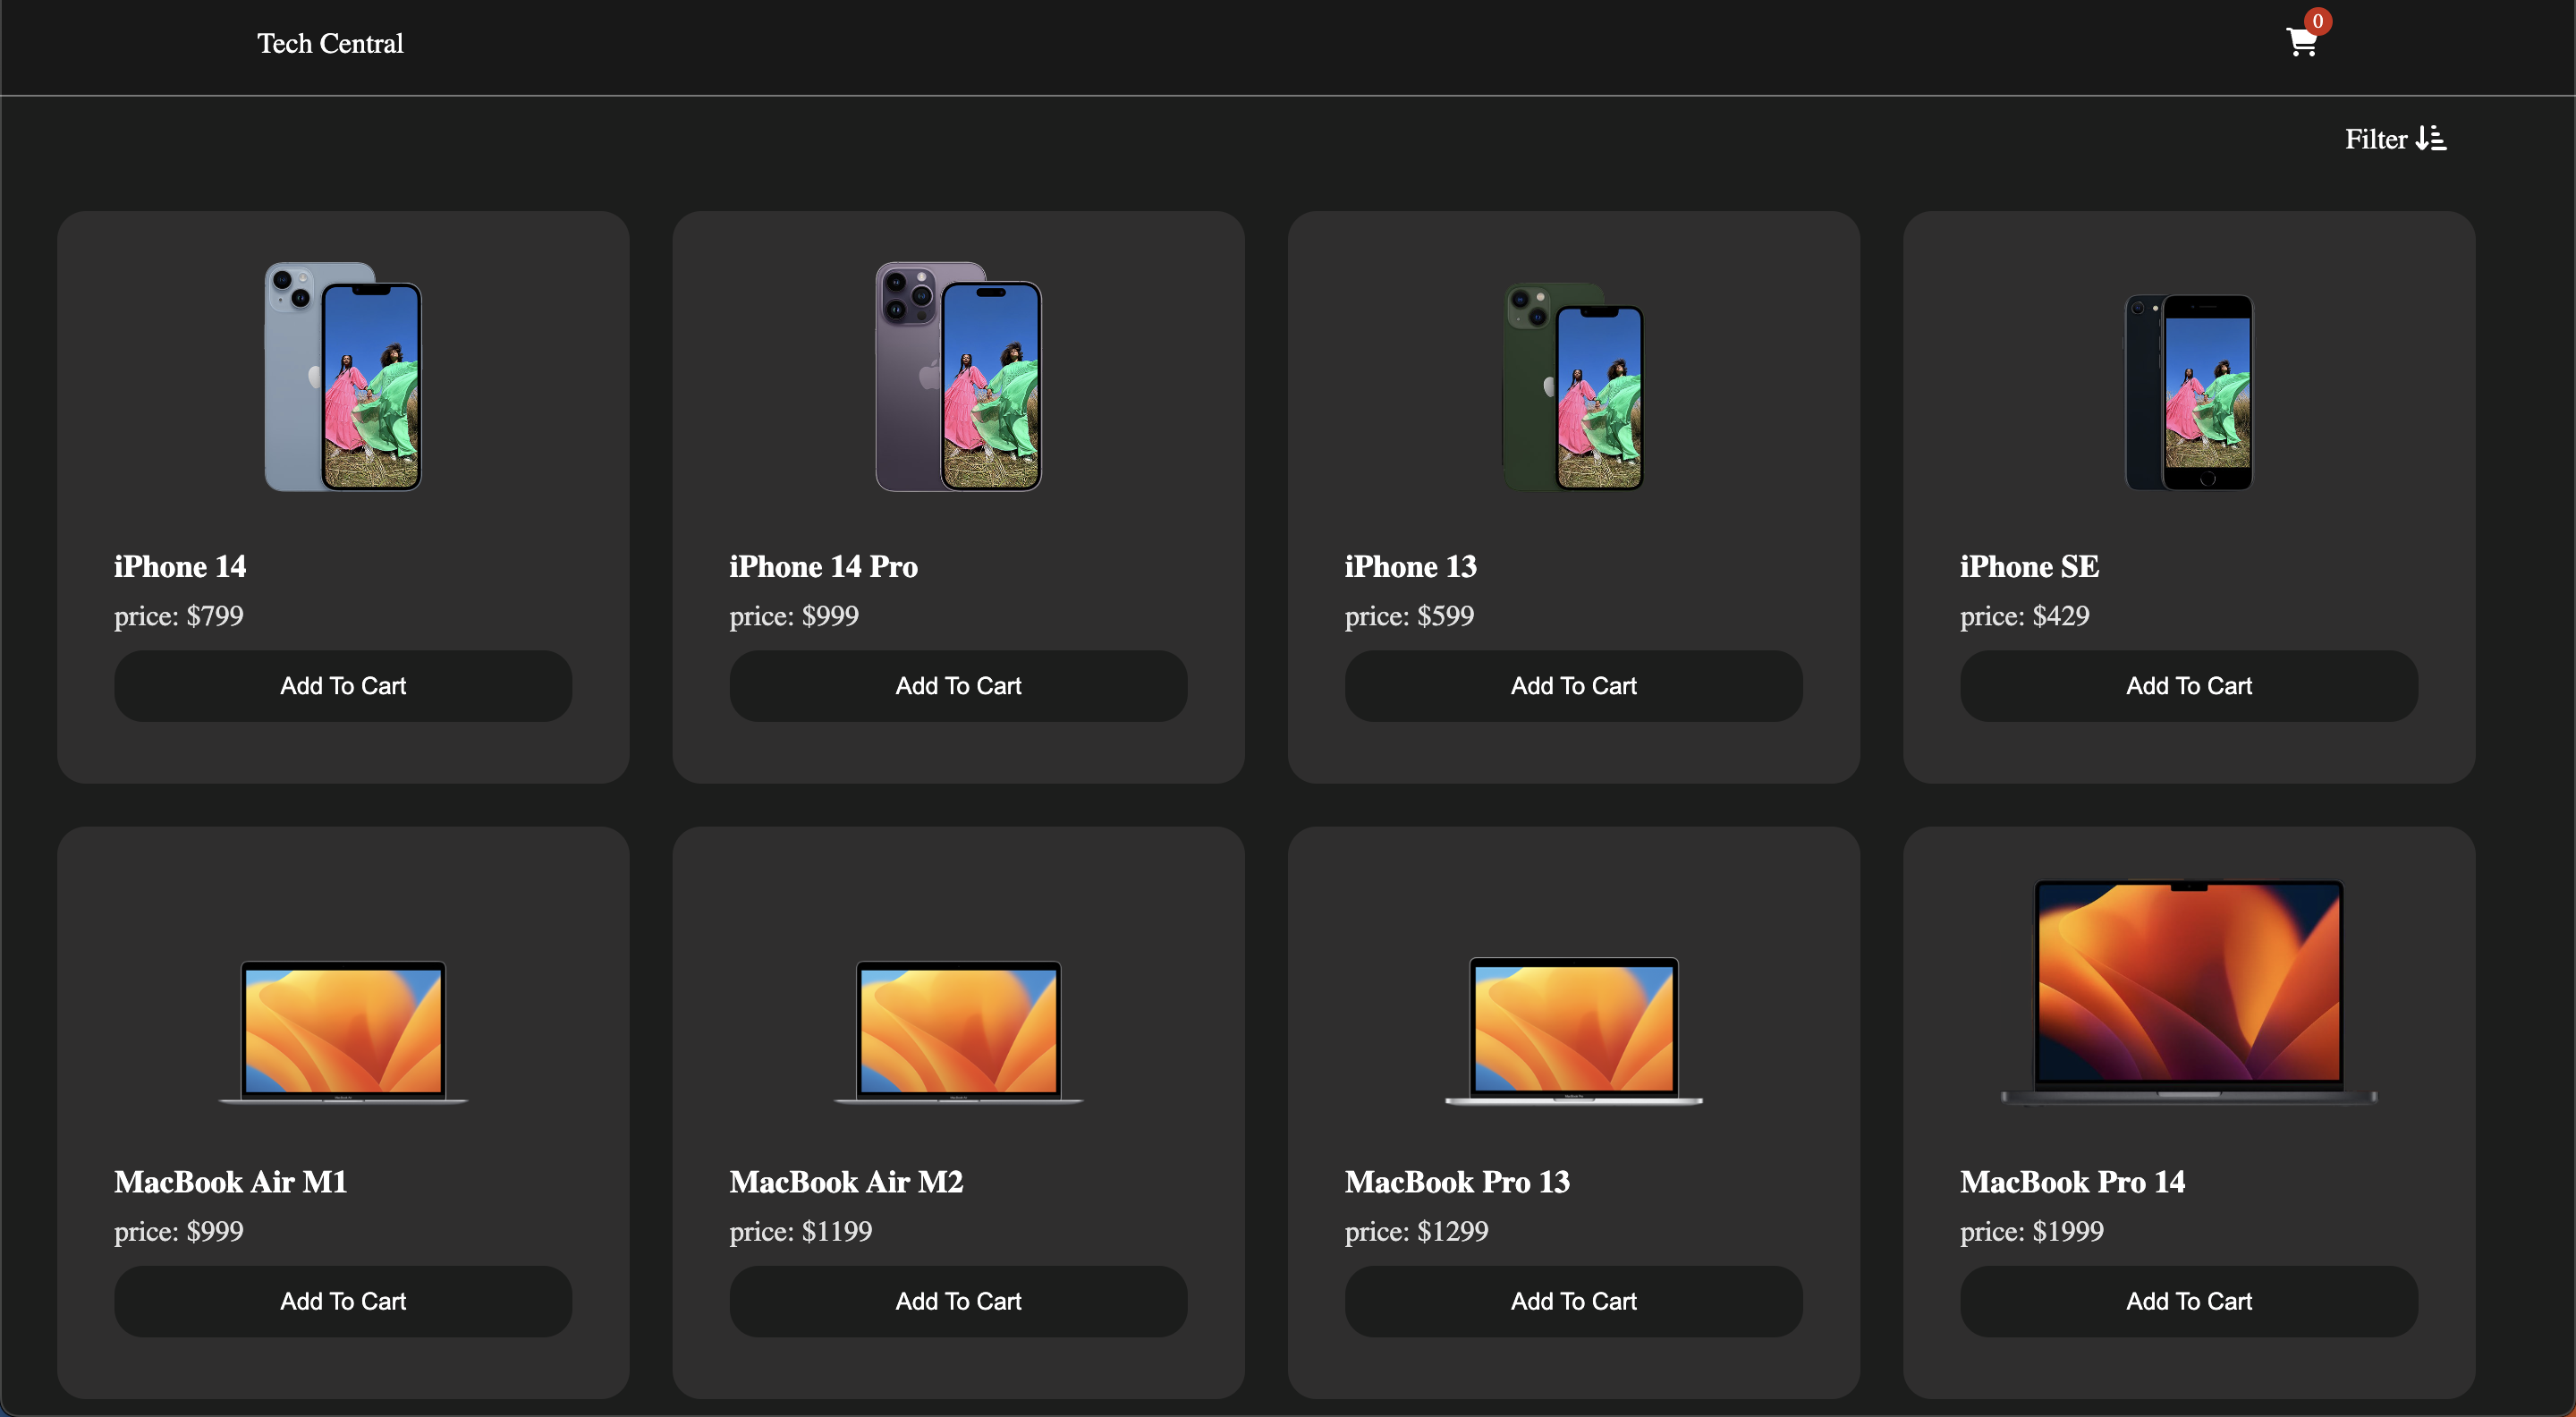 Tech Central
0
Filter
iPhone 14
price: $799
Add To Cart
iPhone 14 Pro
price: $999
Add To Cart
iPhone 13
price: $599
Add To Cart
iPhone SE
price: $429
Add To Cart
MacBook Air M1
price: $999
Add To Cart
MacBook Air M2
price: $1199
Add To Cart
MacBook Pro 13
price: $1299
Add To Cart
MacBook Pro 14
price: $1999
Add To Cart